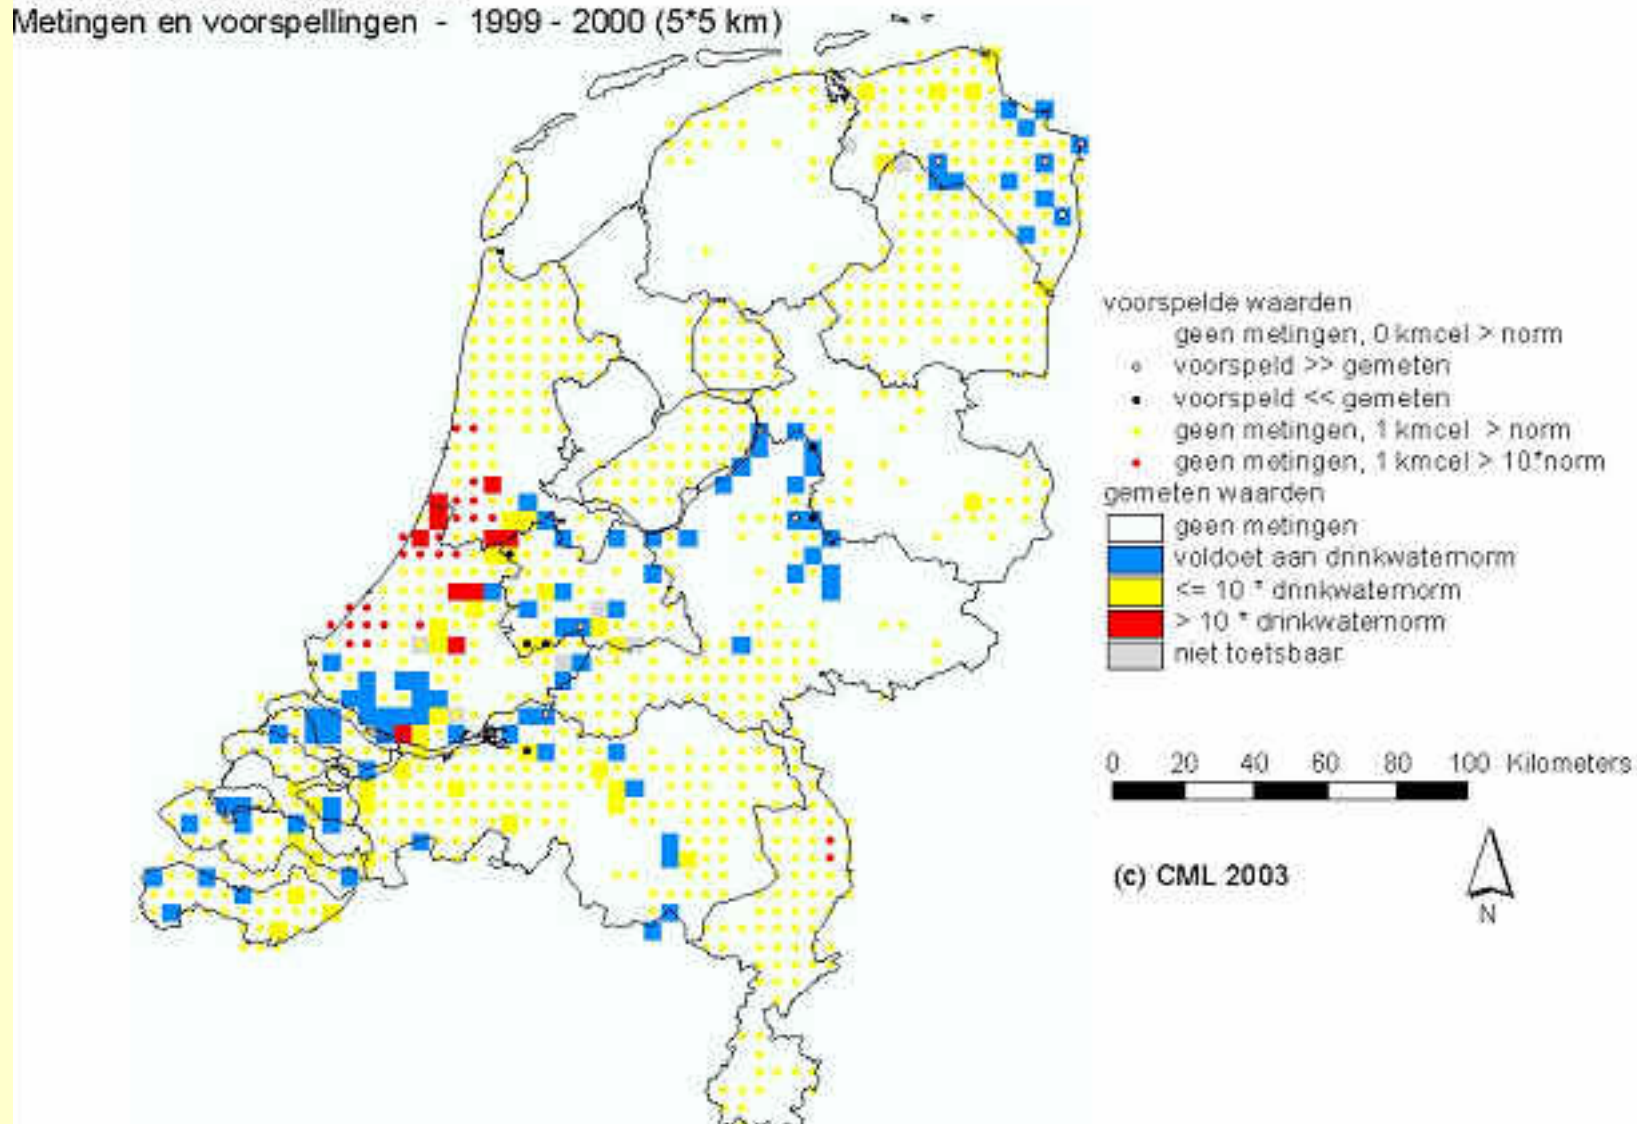 Metingen en voorspellingen - 1999 - 2000 (5*5 km)
voorspelde waarden
geen metingen, 0 kmcel > norm
voorspeld >> gemeten
voorspeld << gemeten
geen metingen, 1 kmcel > norm
geen metingen, 1 kmcel > 10*norm
gemeten waarden
geen metingen
voldoet aan drinkwaternorm
<= 10 * drinkwaternorm
> 10 * drinkwaternorm
niet toetsbaar
0 20 40 60 80 100 Kilometers
(c) CML 2003
N